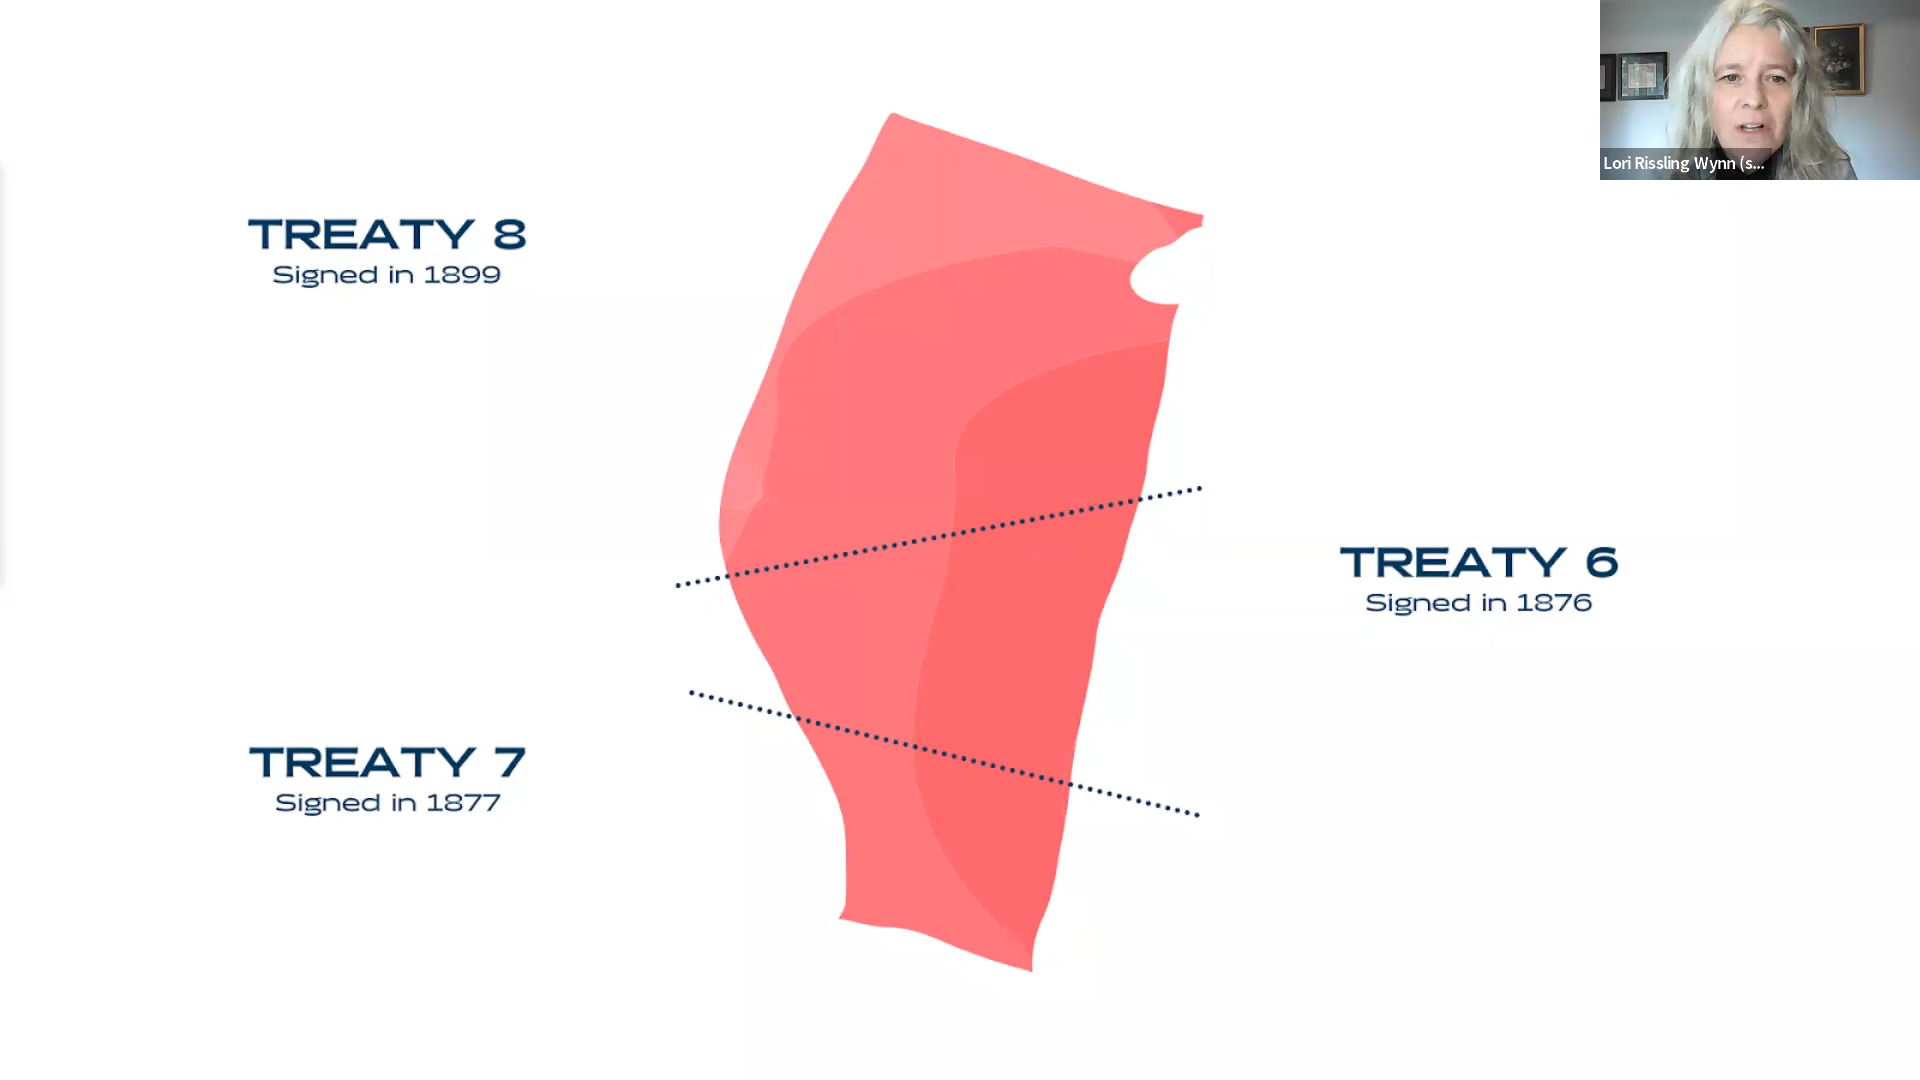 Lori Rissling Wynn (s...
TREATY 8
Signed in 1899
TREATY 6
Signed in 1876
TREATY 7
Signed in 1877